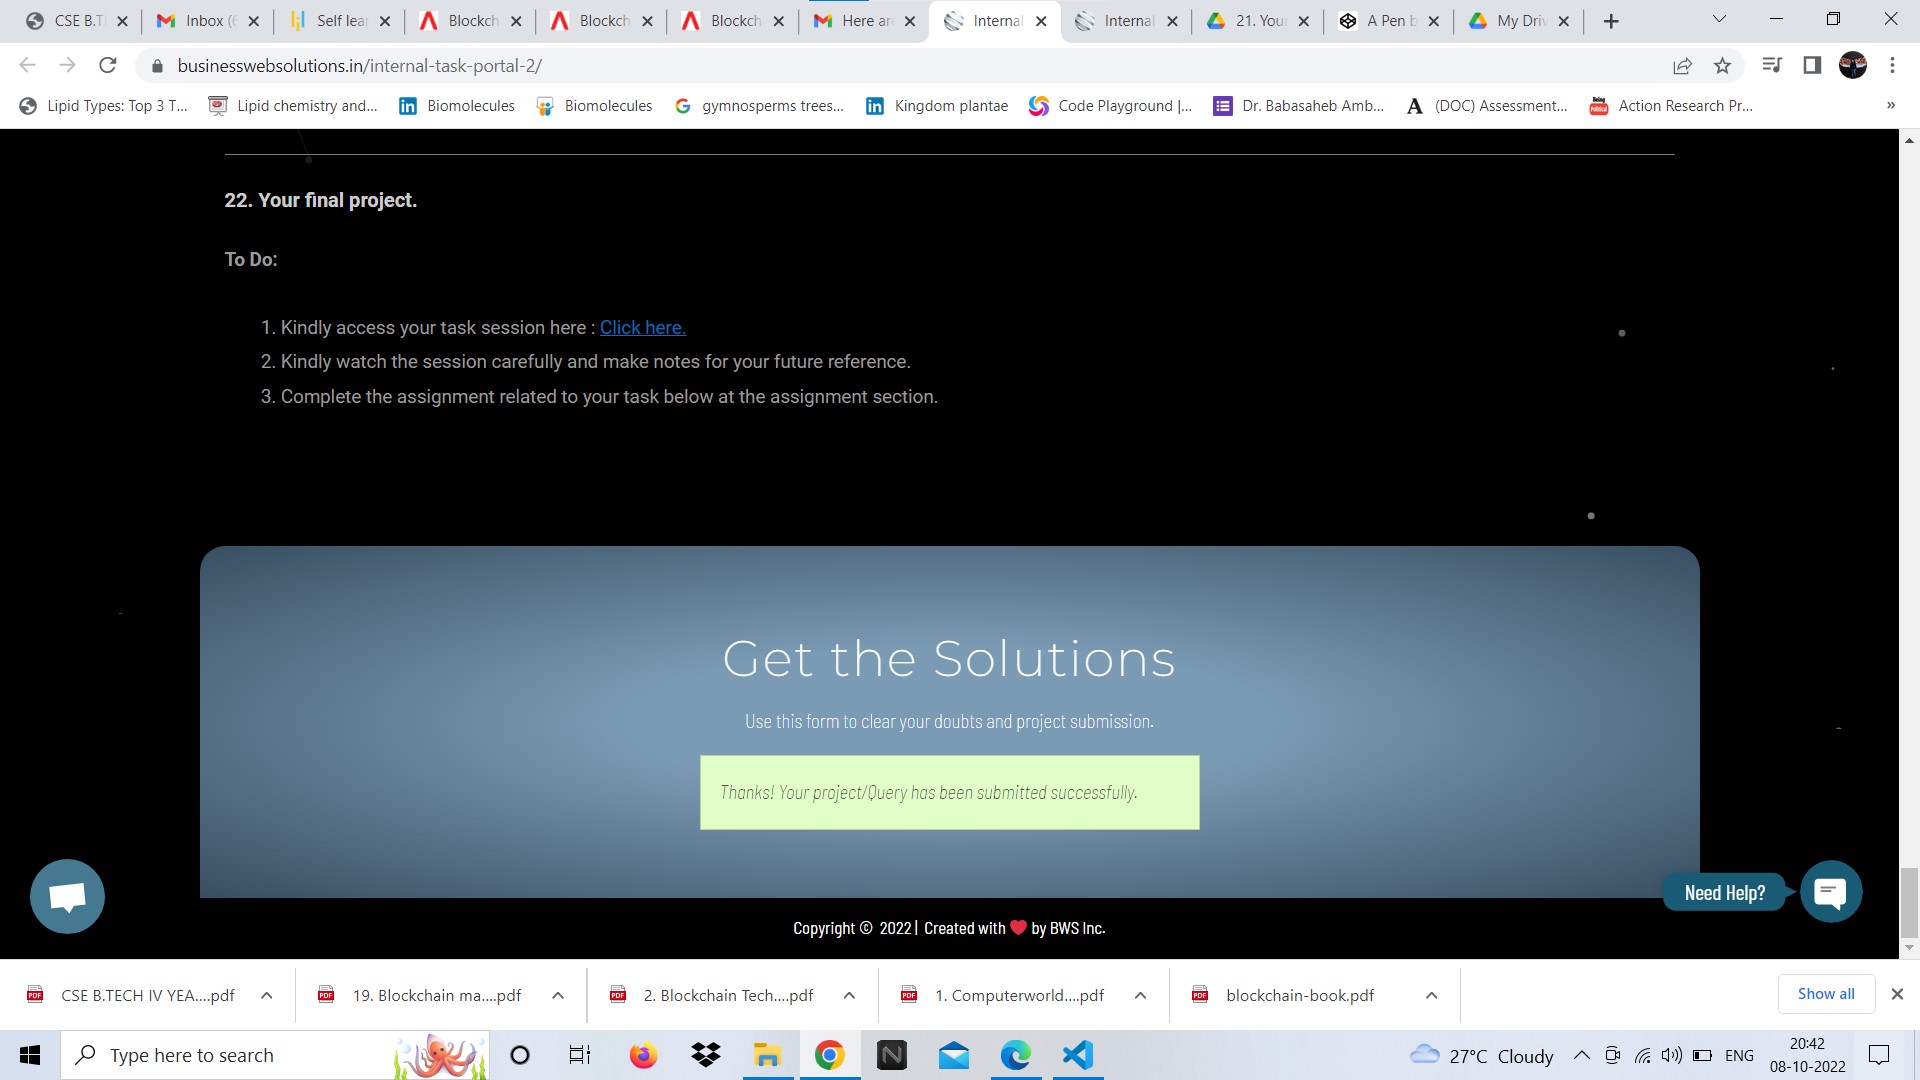 CSE B.T
Inbox (6
Self lear
Blockch
Blockch
Blockch
Here are
Internal
Internal
21. Your
A Pen b
My Driv
businesswebsolutions.in/internal-task-portal-2/
Lipid Types: Top 3 T...
Lipid chemistry and...
Biomolecules
Biomolecules
gymnosperms trees...
Kingdom plantae
Code Playground |...
Dr. Babasaheb Amb...
(DOC) Assessment...
Action Research Pr...
22. Your final project.
To Do:
1. Kindly access your task session here : Click here.
2. Kindly watch the session carefully and make notes for your future reference.
3. Complete the assignment related to your task below at the assignment section.
Get the Solutions
Use this form to clear your doubts and project submission.
Thanks! Your project/Query has been submitted successfully.
Need Help?
Copyright © 2022 | Created with ❤ by BWS Inc.
CSE B.TECH IV YEA....pdf
19. Blockchain ma....pdf
2. Blockchain Tech....pdf
1. Computerworld....pdf
blockchain-book.pdf
Show all
Type here to search
27°C Cloudy
ENG
20:42
08-10-2022